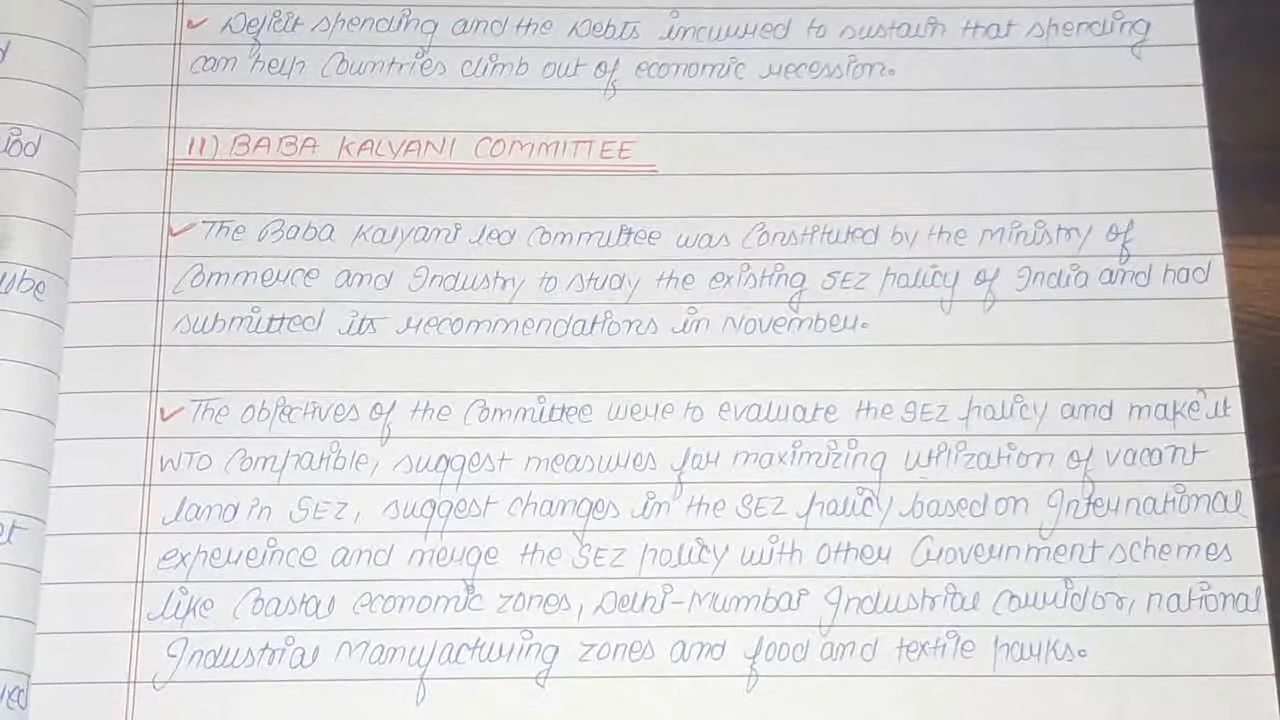 ✓ Deficit spending and the Debts incurred to sustain that spending
can help Countries climb out of economic recession.
11) BABA KALYANI COMMITTEE
✓ The Baba Kalyani led Committee was Constituted by the Ministry of
Commerce and Industry to study the existing SEZ policy of India and had
submitted its recommendations in November.
✓ The objectives of the Committee were to evaluate the SEZ policy and make it
WTO Compatible, suggest measures for maximizing utilization of vacant
land in SEZ, suggest changes in the SEZ policy based on International
expereince and merge the SEZ policy with other Government schemes
like Coastal economic zones, Delhi-Mumbai Industrial Corridor, national
Industrial Manufacturing zones and food and textile parks.